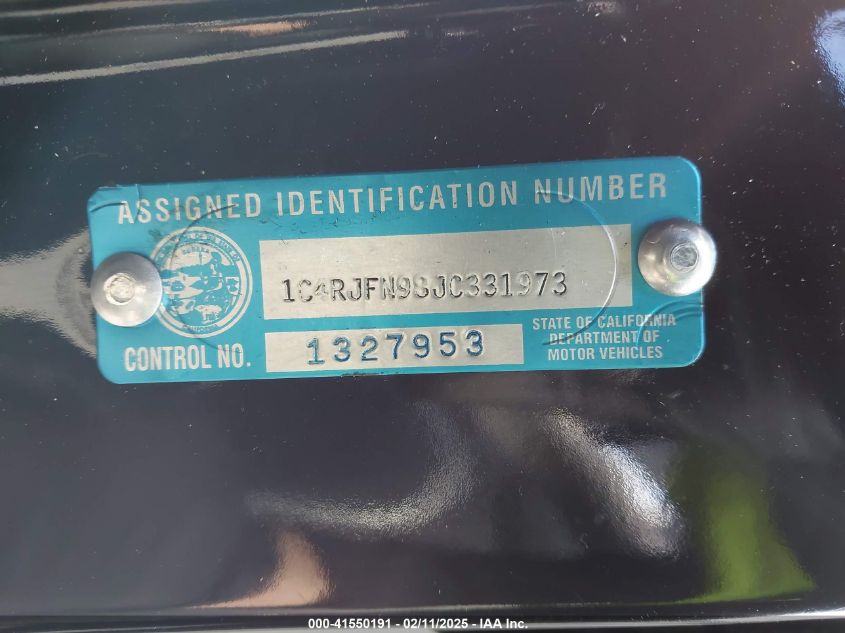 ASSIGNED IDENTIFICATION NUMBER
1C4RJFN98JC331973
CONTROL NO.
1327953
STATE OF CALIFORNIA
DEPARTMENT OF
MOTOR VEHICLES
000-41550191 - 02/11/2025 - IAA Inc.